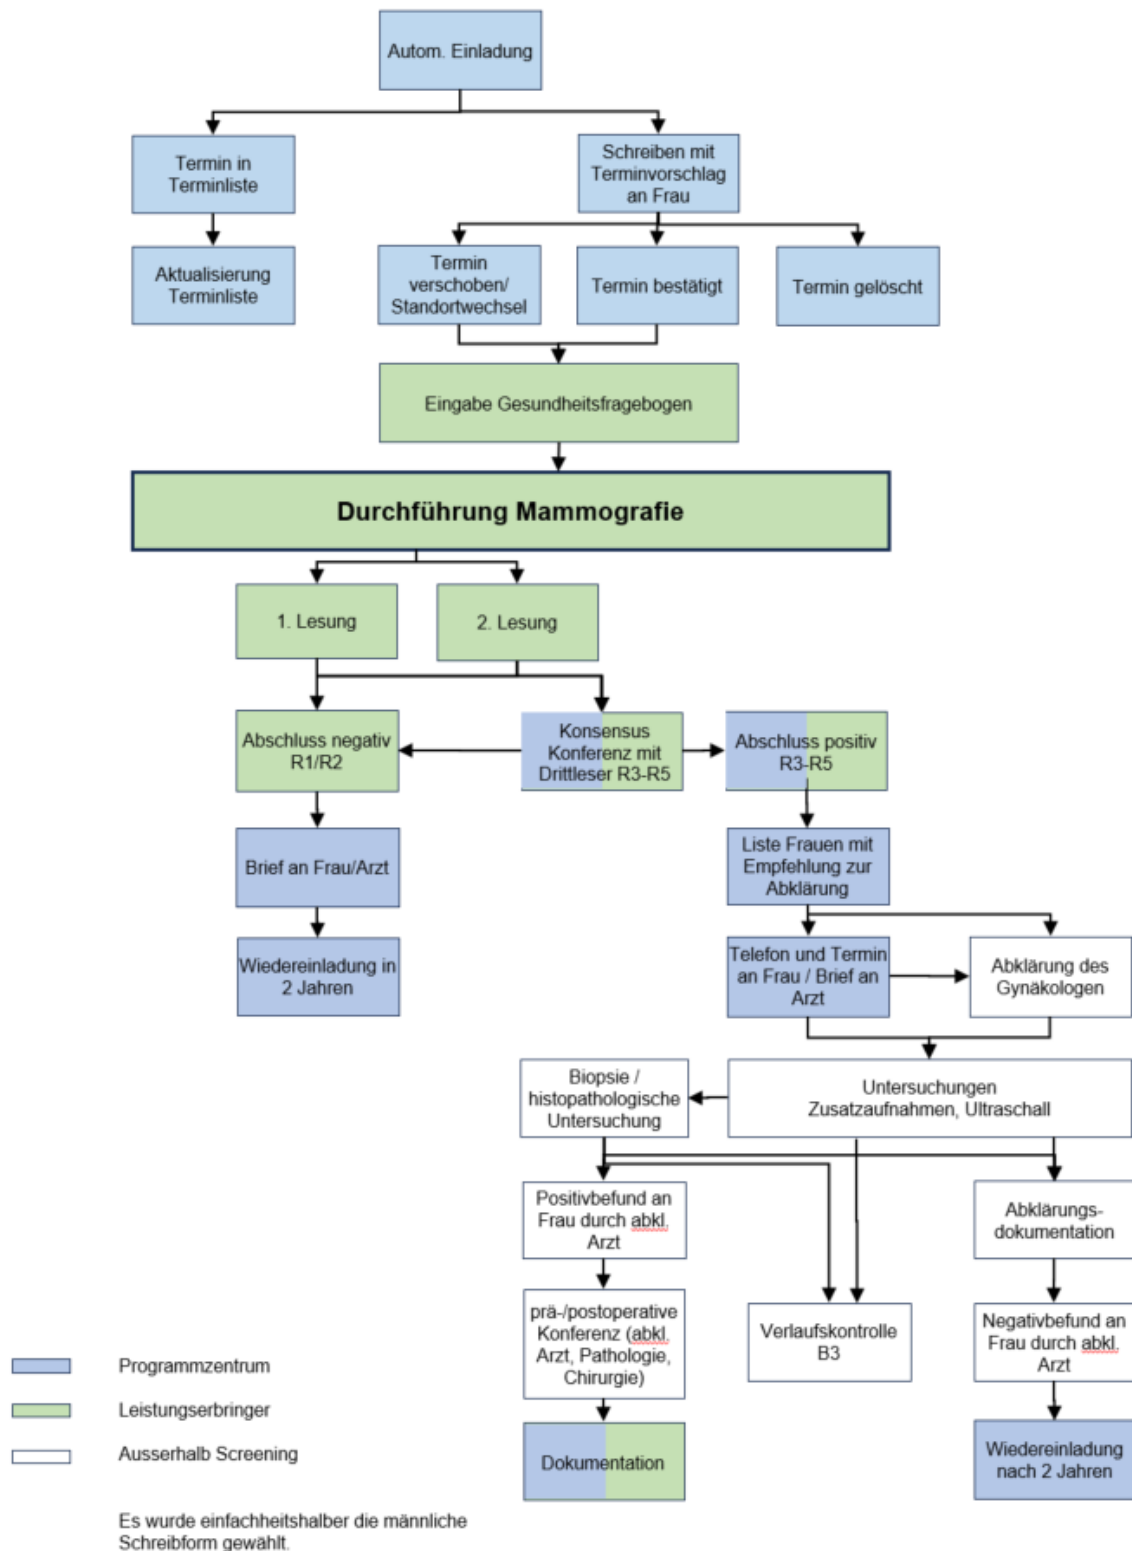 Autom. Einladung
Termin in
Terminliste
Schreiben mit
Terminvorschlag
an Frau
Aktualisierung
Terminliste
Termin
verschoben/
Standortwechsel
Termin bestätigt
Termin gelöscht
Eingabe Gesundheitsfragebogen
Durchführung Mammografie
1. Lesung
2. Lesung
Abschluss negativ
R1/R2
Konsensus
Konferenz mit
Drittleser R3-R5
Abschluss positiv
R3-R5
Brief an Frau/Arzt
Liste Frauen mit
Empfehlung zur
Abklärung
Wiedereinladung in
2 Jahren
Telefon und Termin
an Frau / Brief an
Arzt
Abklärung des
Gynäkologen
Biopsie /
histopathologische
Untersuchung
Untersuchungen
Zusatzaufnahmen, Ultraschall
Positivbefund an
Frau durch abkl.
Arzt
Abklärungs-
dokumentation
prä-/postoperative
Konferenz (abkl.
Arzt, Pathologie,
Chirurgie)
Verlaufskontrolle
B3
Negativbefund an
Frau durch abkl.
Arzt
Dokumentation
Wiedereinladung
nach 2 Jahren
Programmzentrum
Leistungserbringer
Ausserhalb Screening
Es wurde einfachheitshalber die männliche
Schreibform gewählt.